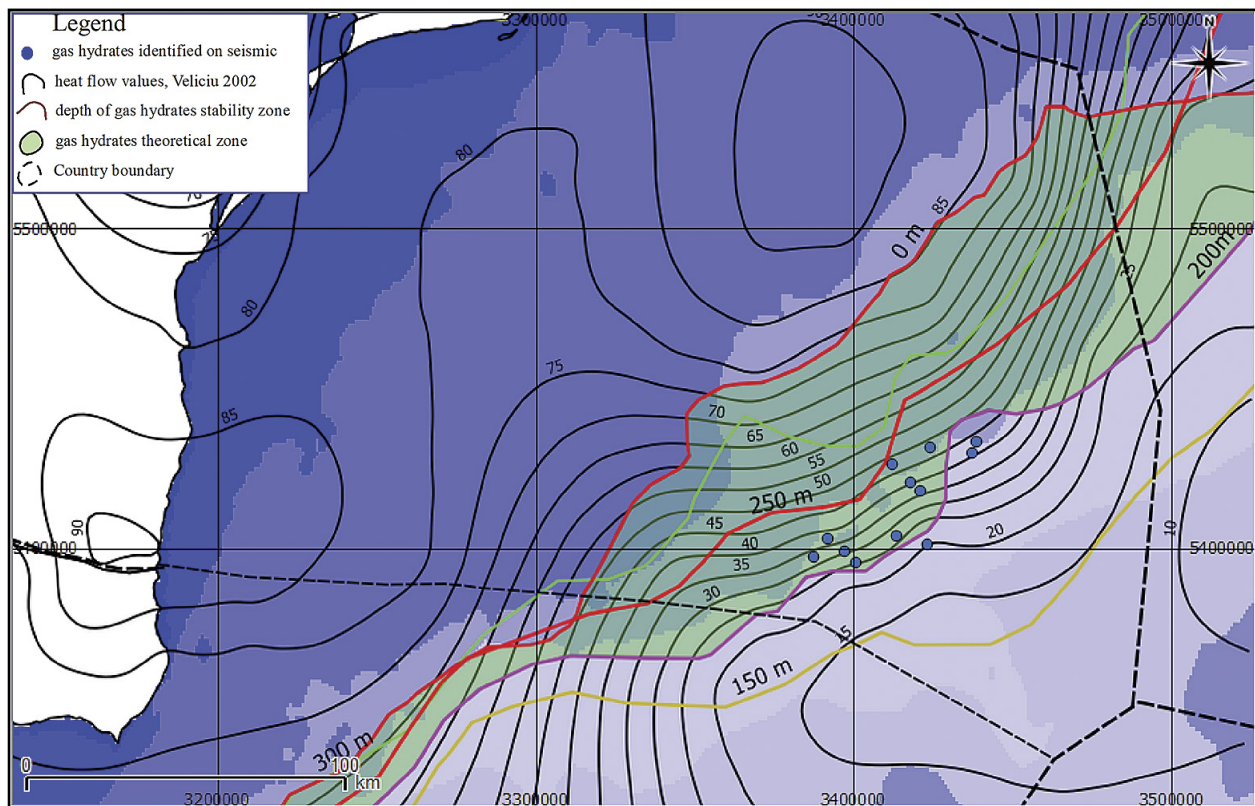 Legend
gas hydrates identified on seismic
heat flow values, Veliciu 2002
depth of gas hydrates stability zone
gas hydrates theoretical zone
Country boundary
3300000
3400000
3500000
N
80
85
0 m
70
75
5500000
5500000
200m
35
80
75
85
70
65
60
55
50
250 m
90
45
40
35
30
20
10
5400000
5400000
15
150 m
300 m
0
100
km
3200000
3300000
3400000
3500000